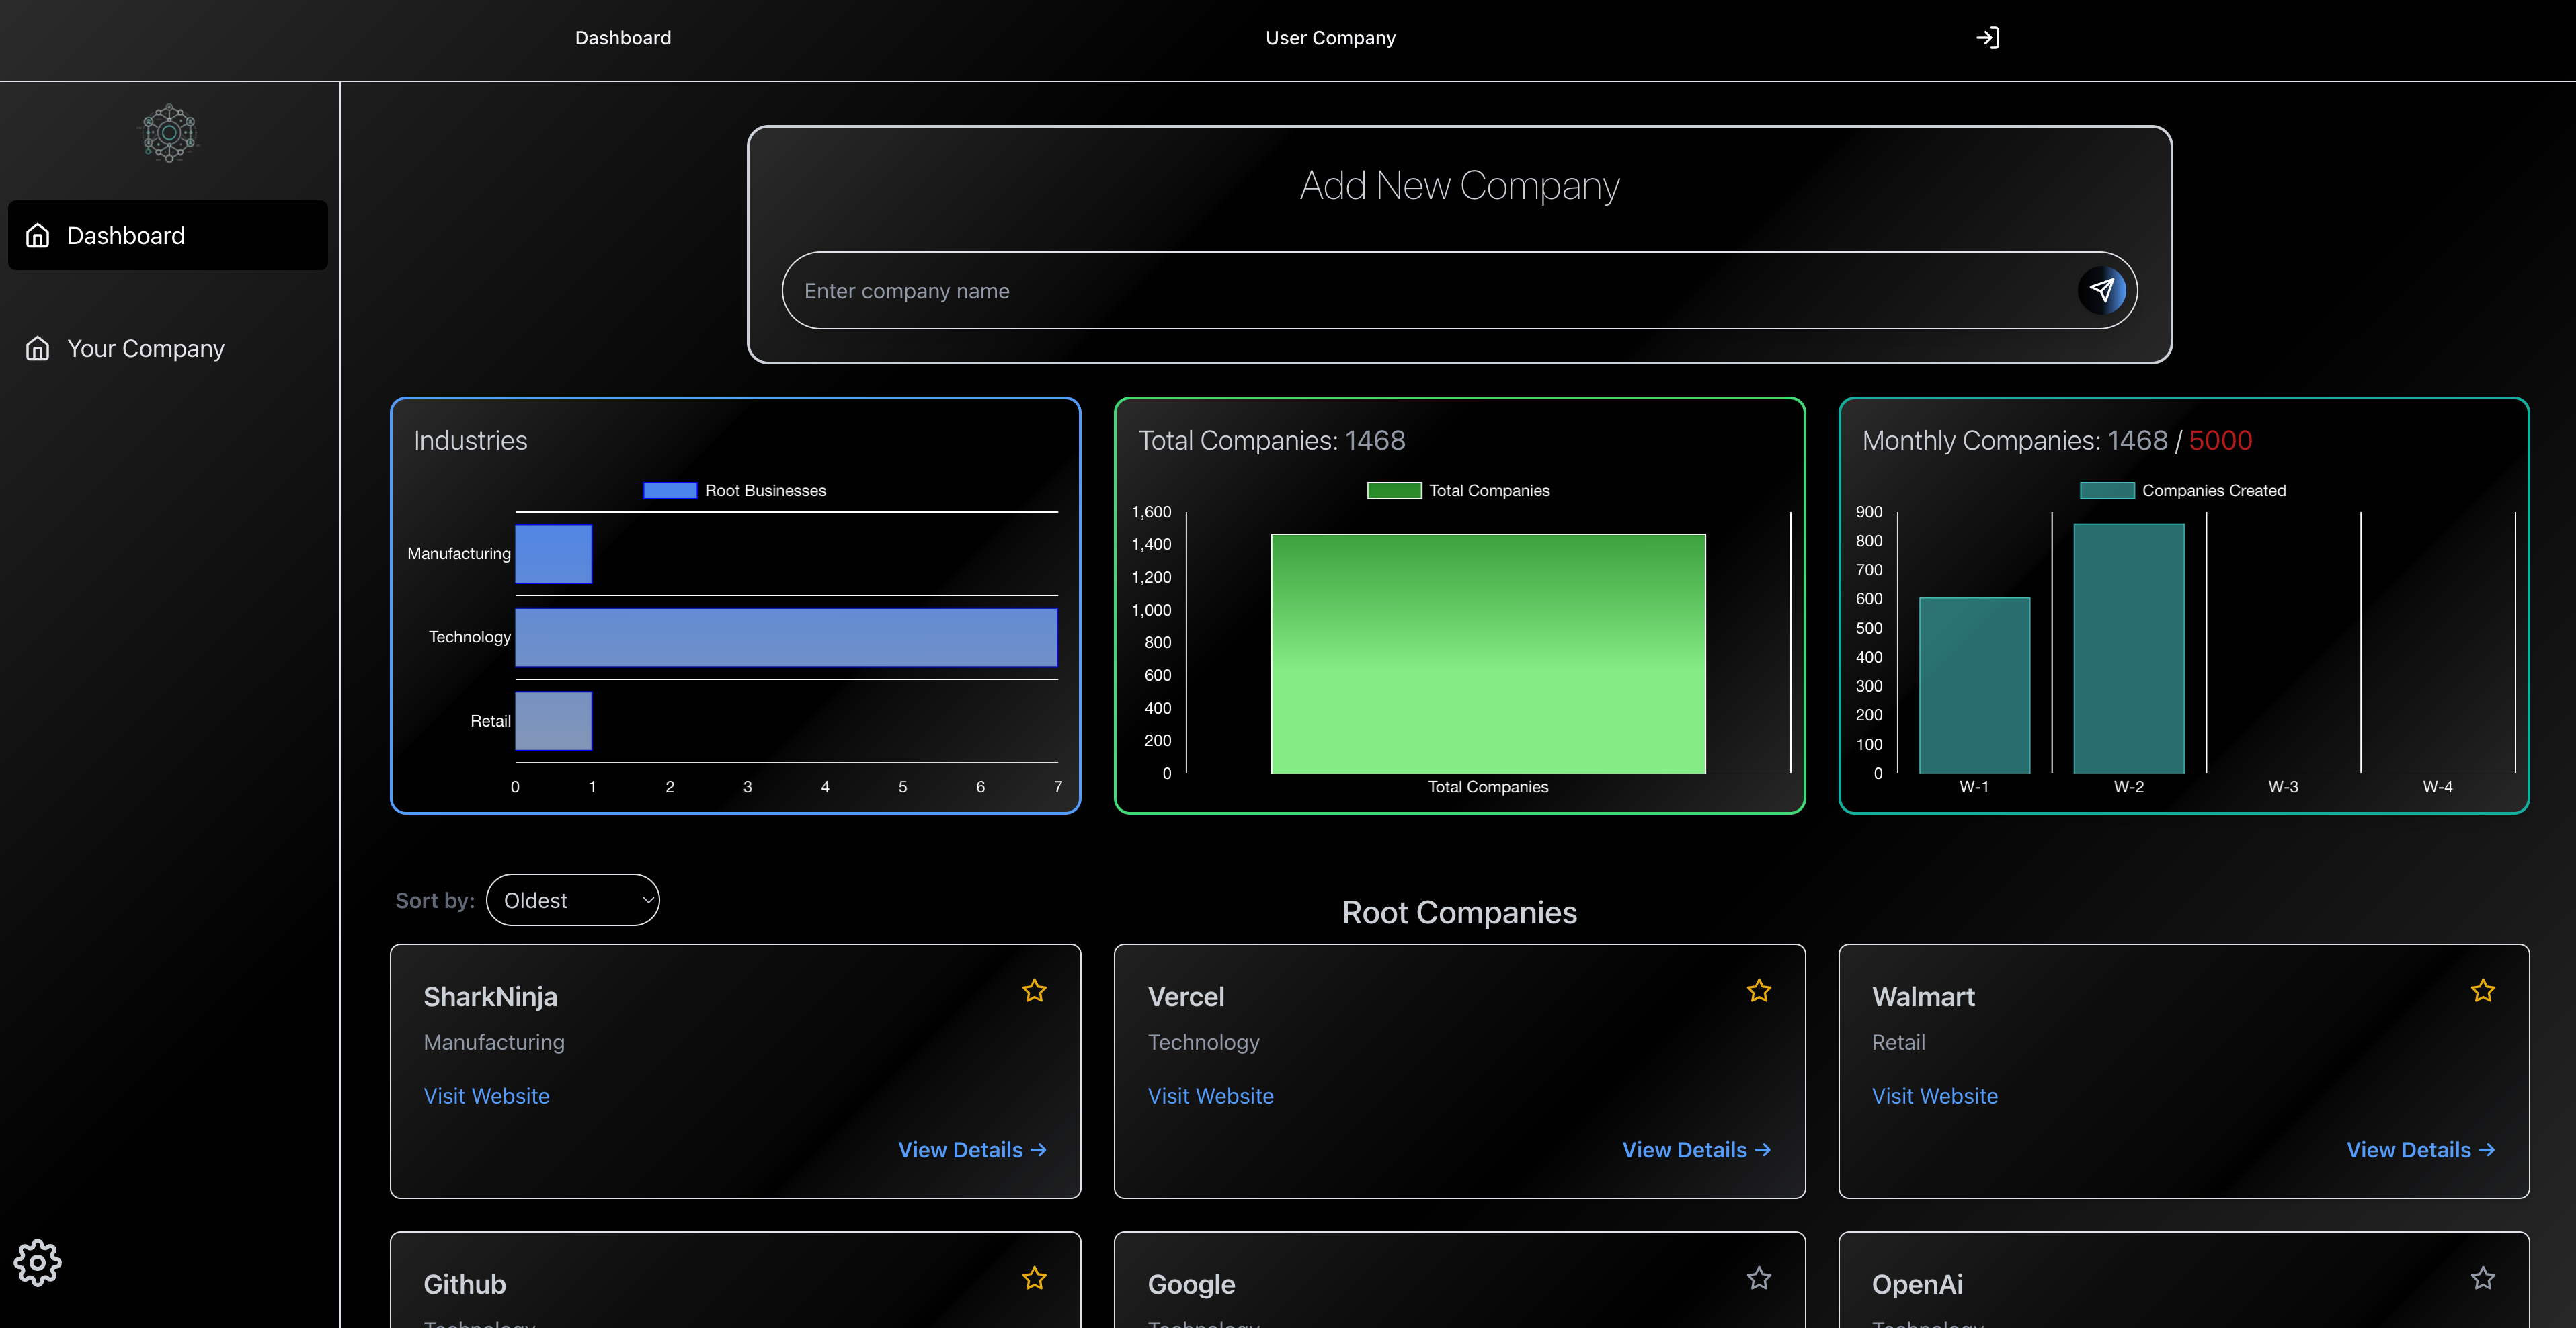 Dashboard
User Company
Dashboard
Your Company
Add New Company
Enter company name
Industries
Root Businesses
Manufacturing
Technology
Retail
0 1 2 3 4 5 6 7
Total Companies: 1468
Total Companies
1,600
1,400
1,200
1,000
800
600
400
200
0
Total Companies
Monthly Companies: 1468 / 5000
Companies Created
900
800
700
600
500
400
300
200
100
0
W-1 W-2 W-3 W-4
Sort by: Oldest
Root Companies
SharkNinja
Manufacturing
Visit Website
View Details →
Vercel
Technology
Visit Website
View Details →
Walmart
Retail
Visit Website
View Details →
Github
Technology
Google
Technology
OpenAi
Technology